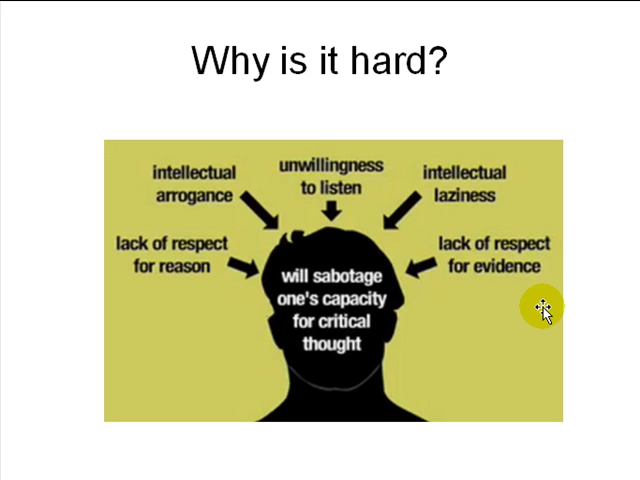 Why is it hard?
intellectual
arrogance
unwillingness
to listen
intellectual
laziness
lack of respect
for reason
lack of respect
for evidence
will sabotage
one's capacity
for critical
thought